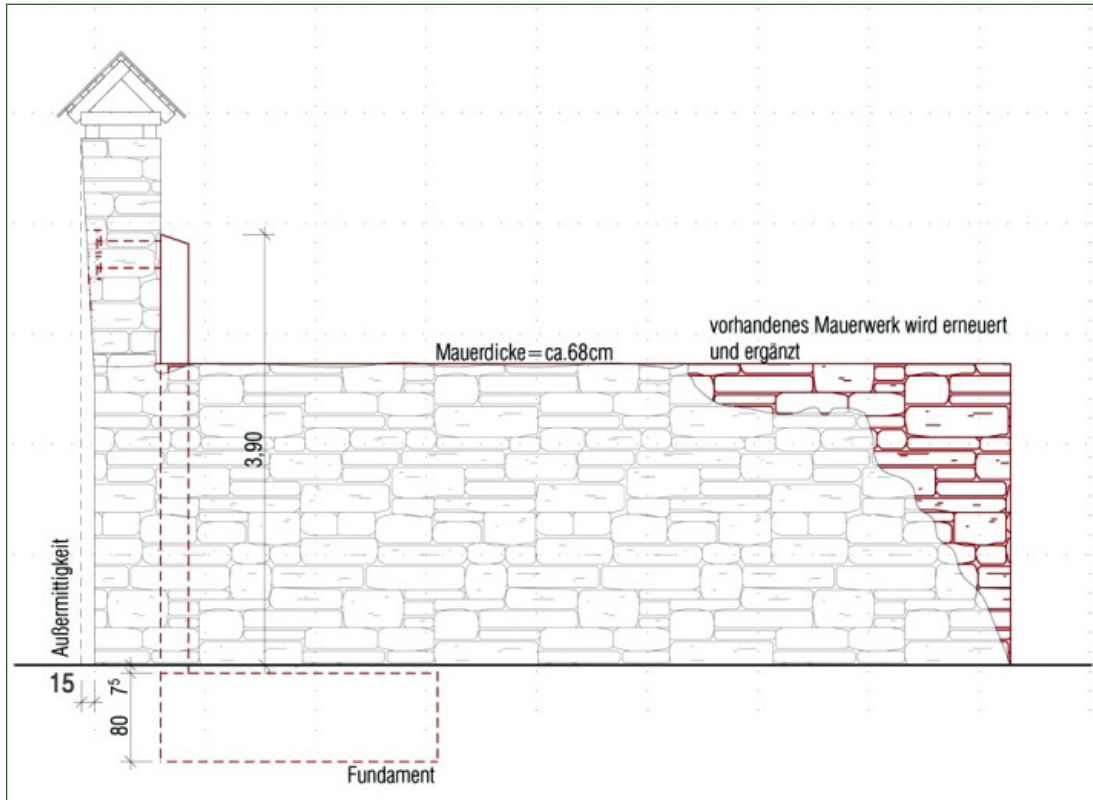 vorhandenes Mauerwerk wird erneuert
und ergänzt
Mauerdicke=ca.68cm
3,90
Außermittigkeit
15
7⁵
80
Fundament